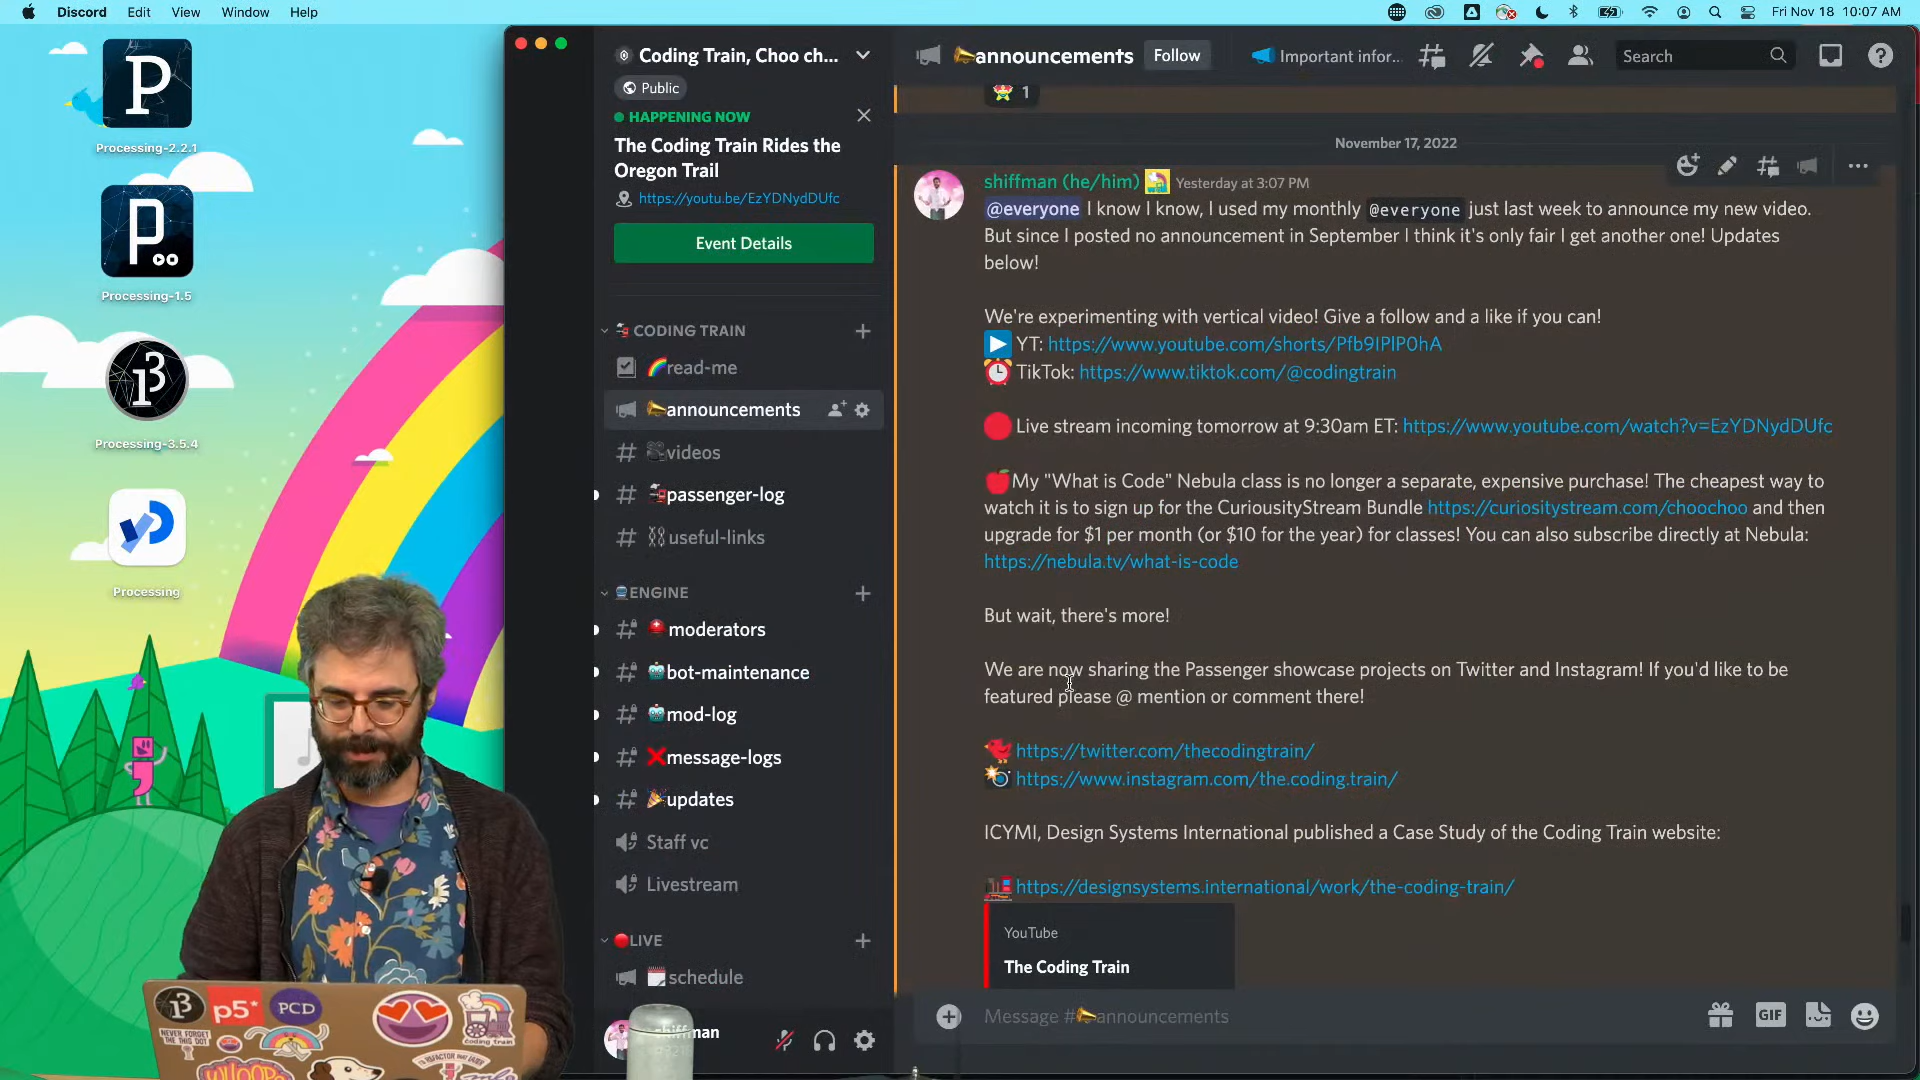 Discord Edit View Window Help
Fri Nov 18 10:07 AM
Processing-2.2.1
Processing-1.5
Processing-3.5.4
Processing
Coding Train, Choo ch...
Public
HAPPENING NOW
The Coding Train Rides the
Oregon Trail
https://youtu.be/EzYDNydDUfc
Event Details
CODING TRAIN
read-me
announcements
videos
passenger-log
useful-links
ENGINE
moderators
bot-maintenance
mod-log
message-logs
updates
Staff vc
Livestream
LIVE
schedule
announcements Follow Important infor... Search
1
November 17, 2022
shiffman (he/him) Yesterday at 3:07 PM
@everyone I know I know, I used my monthly @everyone just last week to announce my new video.
But since I posted no announcement in September I think it's only fair I get another one! Updates
below!
We're experimenting with vertical video! Give a follow and a like if you can!
YT: https://www.youtube.com/shorts/Pfb9IPlP0hA
TikTok: https://www.tiktok.com/@codingtrain
Live stream incoming tomorrow at 9:30am ET: https://www.youtube.com/watch?v=EzYDNydDUfc
My "What is Code" Nebula class is no longer a separate, expensive purchase! The cheapest way to
watch it is to sign up for the CuriousityStream Bundle https://curiositystream.com/choochoo and then
upgrade for $1 per month (or $10 for the year) for classes! You can also subscribe directly at Nebula:
https://nebula.tv/what-is-code
But wait, there's more!
We are now sharing the Passenger showcase projects on Twitter and Instagram! If you'd like to be
featured please @ mention or comment there!
https://twitter.com/thecodingtrain/
https://www.instagram.com/the.coding.train/
ICYMI, Design Systems International published a Case Study of the Coding Train website:
https://designsystems.international/work/the-coding-train/
YouTube
The Coding Train
Message #announcements
GIF
p5*
PCD
NEVER FORGET
THE THIS DOT
coding train
WHOOPS